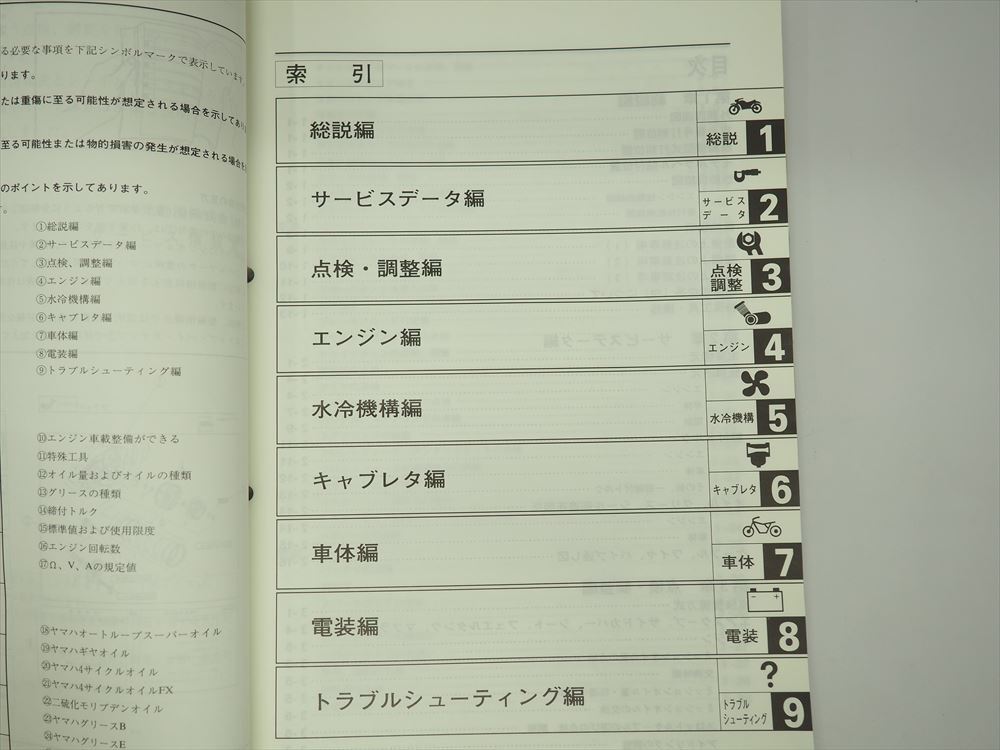 る必要な事項を下記シンボルマークで表示しています。
ります。
たは重傷に至る可能性が想定される場合を示してあり
至る可能性または物的損害の発生が想定される場合を
のポイントを示してあります。
す。
①総説編
②サービスデータ編
③点検、調整編
④エンジン編
⑤水冷機構編
⑥キャブレタ編
⑦車体編
⑧電装編
⑨トラブルシューティング編
⑩エンジン車載整備ができる
⑪特殊工具
⑫オイル量およびオイルの種類
⑬グリースの種類
⑭締付トルク
⑮標準値および使用限度
⑯エンジン回転数
⑰Ω、V、Aの規定値
⑱ヤマハオートルーブスーパーオイル
⑲ヤマハギヤオイル
⑳ヤマハ4サイクルオイル
㉑ヤマハ4サイクルオイルFX
㉒二硫化モリブデンオイル
㉓ヤマハグリースB
㉔ヤマハグリースE
索 引
総説編
総説 1
サービスデータ編
サービス
データ 2
点検・調整編
点検
調整 3
エンジン編
エンジン 4
水冷機構編
水冷機構 5
キャブレタ編
キャブレタ 6
車体編
車体 7
電装編
- +
電装 8
トラブルシューティング編
?
トラブル
シューティング 9